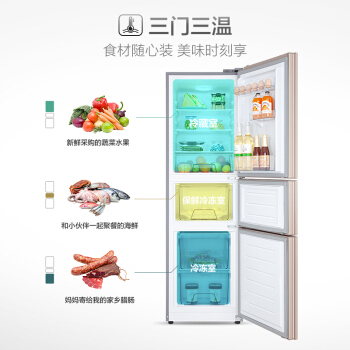 三门三温
食材随心装 美味时刻享
冷藏室
新鲜采购的蔬菜水果
保鲜冷冻室
和小伙伴一起聚餐的海鲜
冷冻室
妈妈寄给我的家乡腊肠